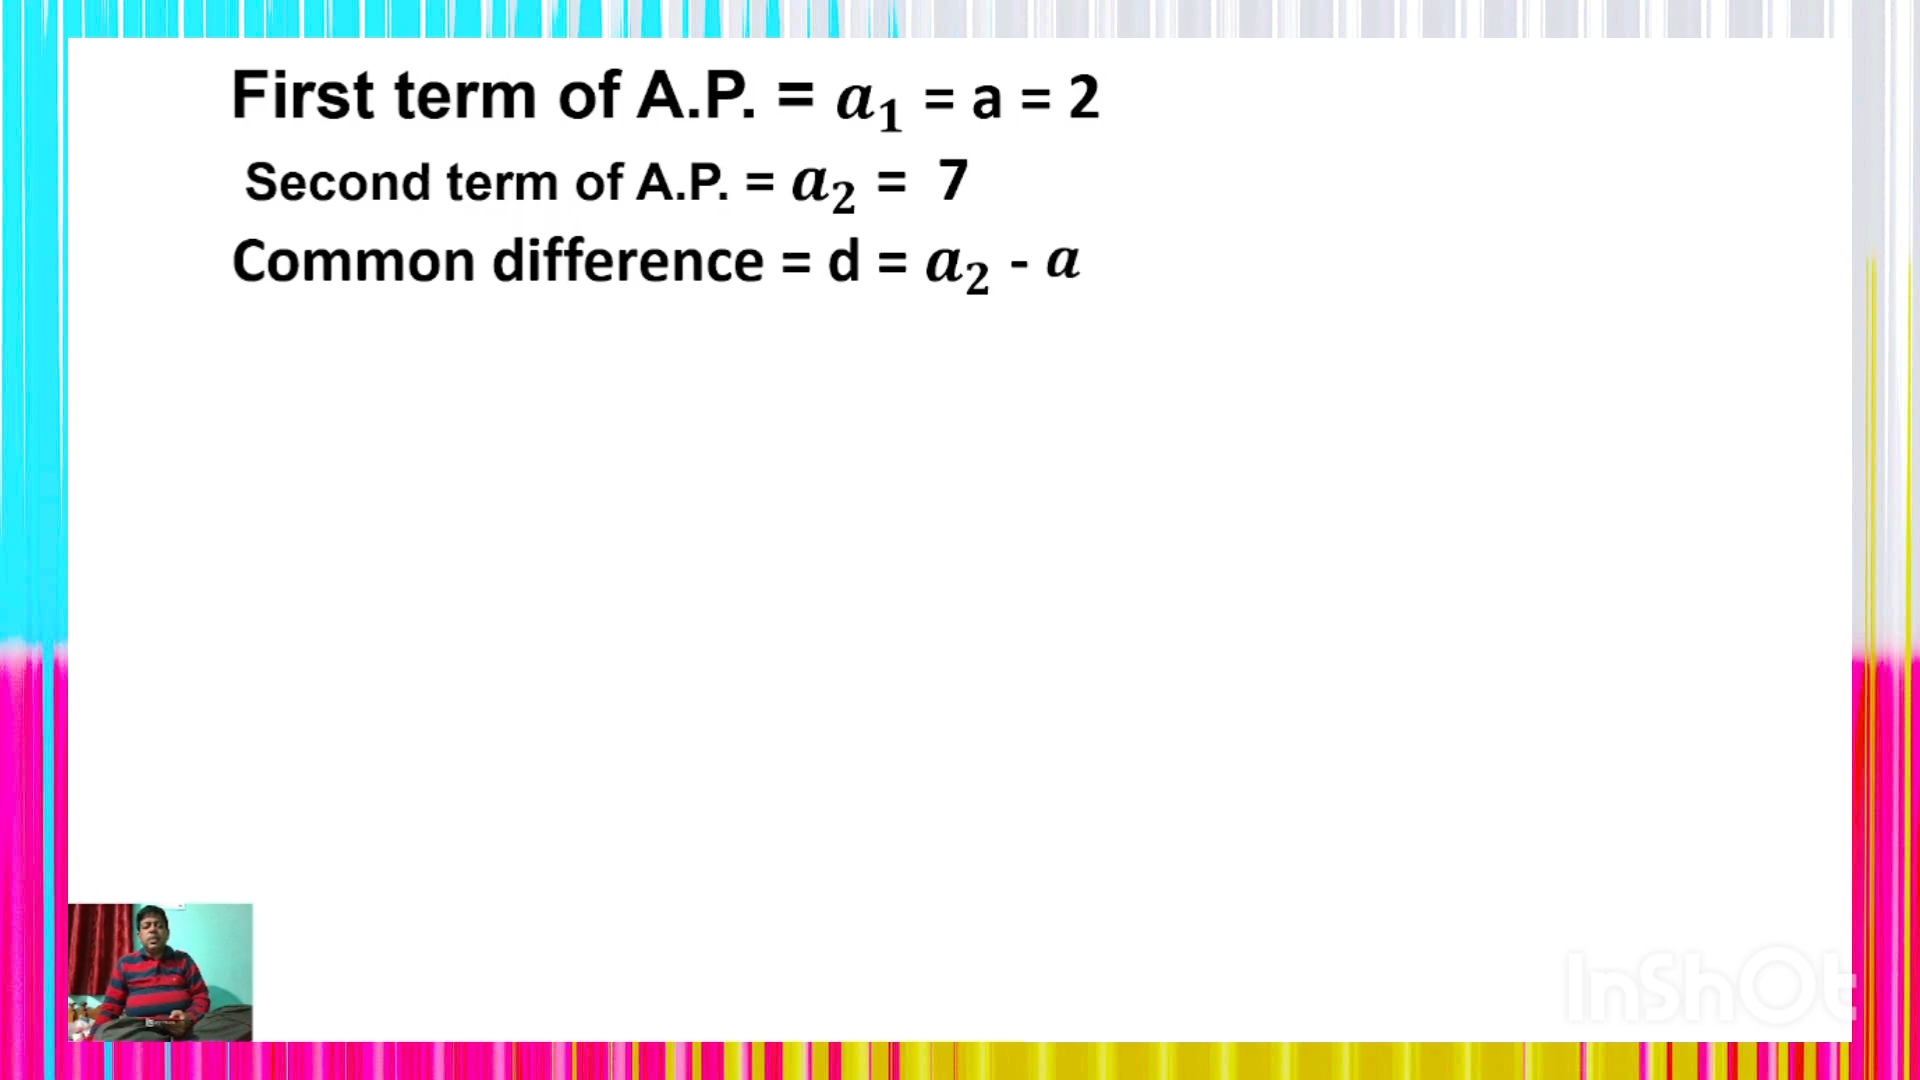 First term of A.P. = a₁ = a = 2
Second term of A.P. = a₂ = 7
Common difference = d = a₂ - a
InShOt